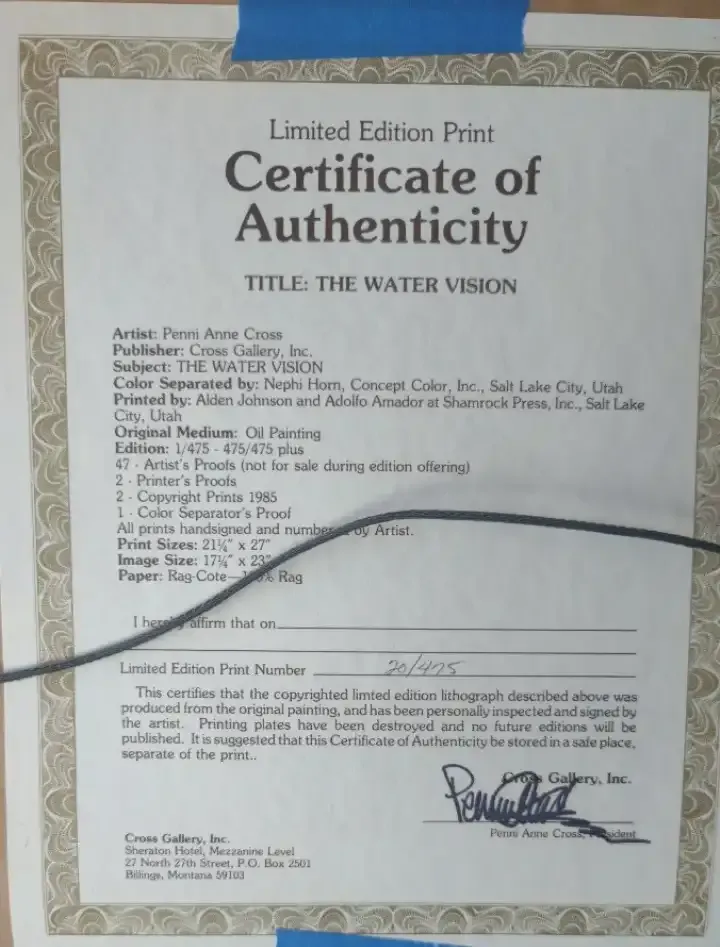 Limited Edition Print
Certificate of
Authenticity
TITLE: THE WATER VISION
Artist: Penni Anne Cross
Publisher: Cross Gallery, Inc.
Subject: THE WATER VISION
Color Separated by: Nephi Horn, Concept Color, Inc., Salt Lake City, Utah
Printed by: Alden Johnson and Adolfo Amador at Shamrock Press, Inc., Salt Lake
City, Utah
Original Medium: Oil Painting
Edition: 1/475 - 475/475 plus
47 - Artist's Proofs (not for sale during edition offering)
2 - Printer's Proofs
2 - Copyright Prints 1985
1 - Color Separator's Proof
All prints handsigned and numbered by Artist.
Print Sizes: 21¼" x 27"
Image Size: 17¼" x 23"
Paper: Rag-Cote— Rag
I hereby affirm that on
Limited Edition Print Number 20/475
This certifies that the copyrighted limted edition lithograph described above was
produced from the original painting, and has been personally inspected and signed by
the artist. Printing plates have been destroyed and no future editions will be
published. It is suggested that this Certificate of Authenticity be stored in a safe place,
separate of the print..
Cross Gallery, Inc.
Penni Anne Cross, President
Cross Gallery, Inc.
Sheraton Hotel, Mezzanine Level
27 North 27th Street, P.O. Box 2501
Billings, Montana 59103